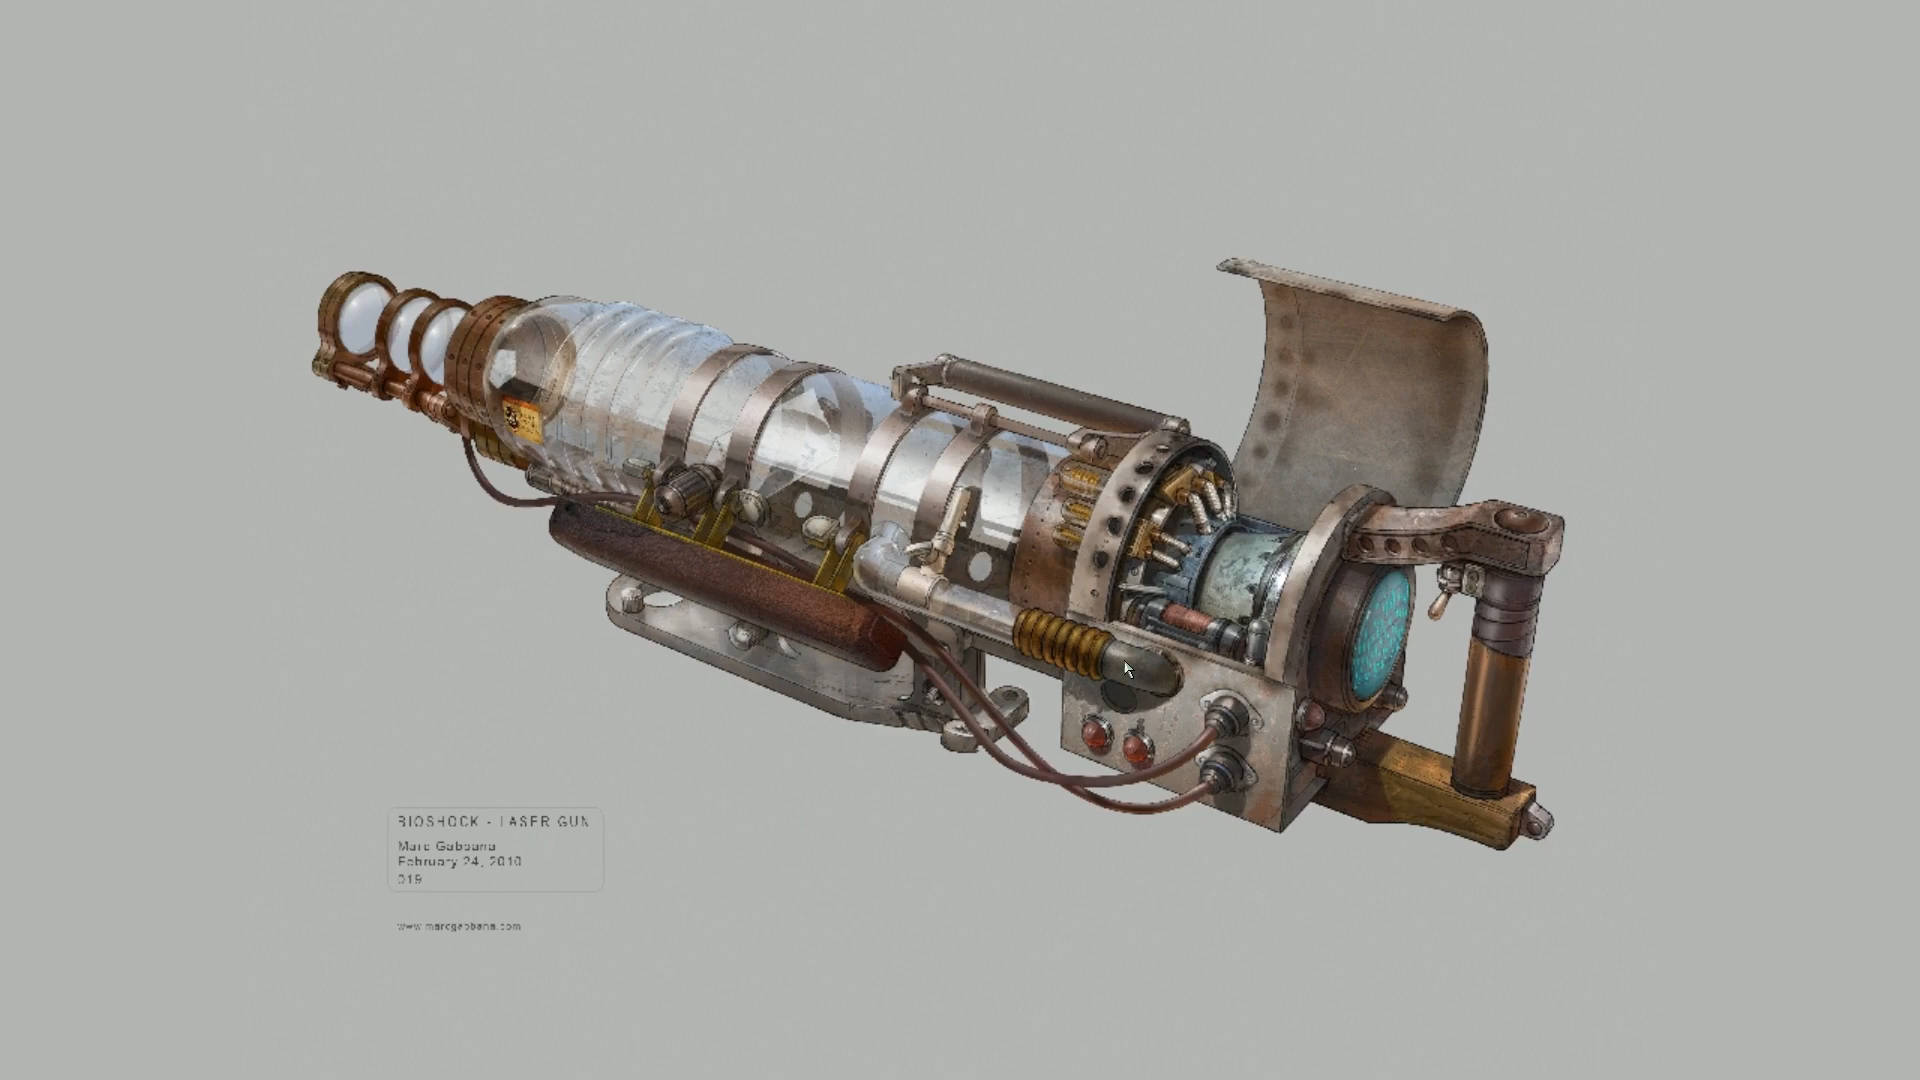 BIOSHOCK - LASER GUN
Marc Gabbana
February 24, 2010
019
www.marcgabbana.com